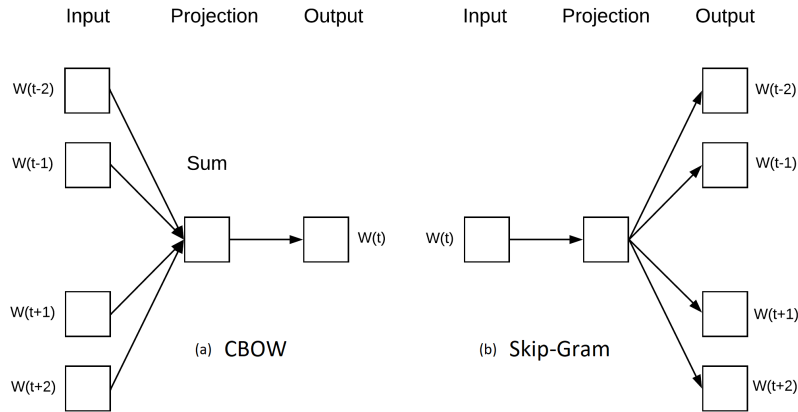 Input Projection Output Input Projection Output
W(t-2) W(t-2)
W(t-1) Sum W(t-1)
W(t) W(t)
W(t+1) W(t+1)
(a) CBOW (b) Skip-Gram
W(t+2) W(t+2)